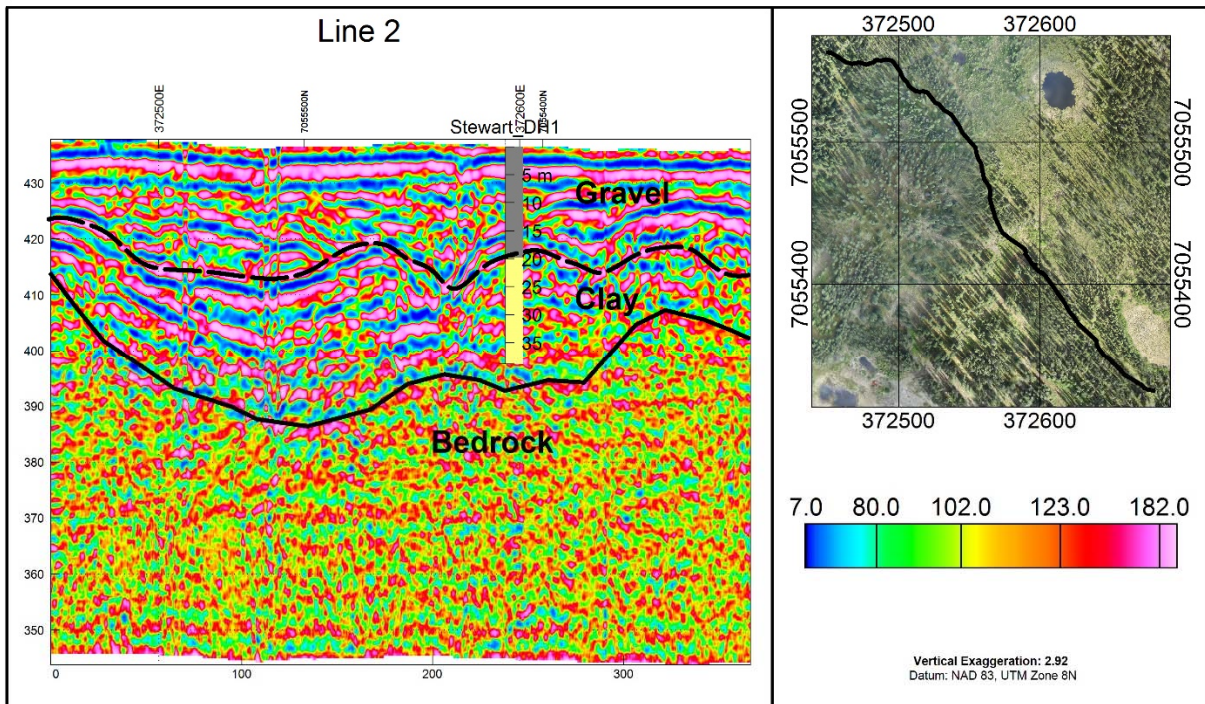 Line 2
372500E
7055500N
Stewart_DH1
372600E
7055400N
430
420
410
400
390
380
370
360
350
5 m
10
15
20
25
30
35
Gravel
Clay
Bedrock
0
100
200
300
372500
372600
7055500
7055400
7055500
7055400
372500
372600
7.0
80.0
102.0
123.0
182.0
Vertical Exaggeration: 2.92
Datum: NAD 83, UTM Zone 8N